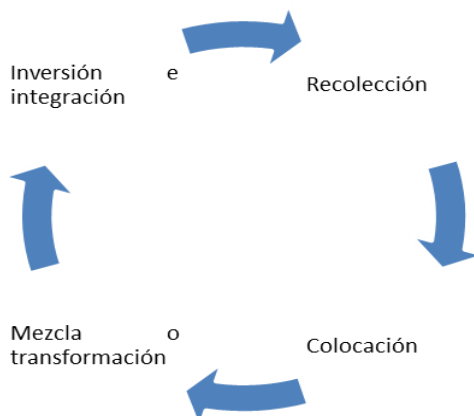 Inversión e
integración
Recolección
Mezcla o
transformación
Colocación